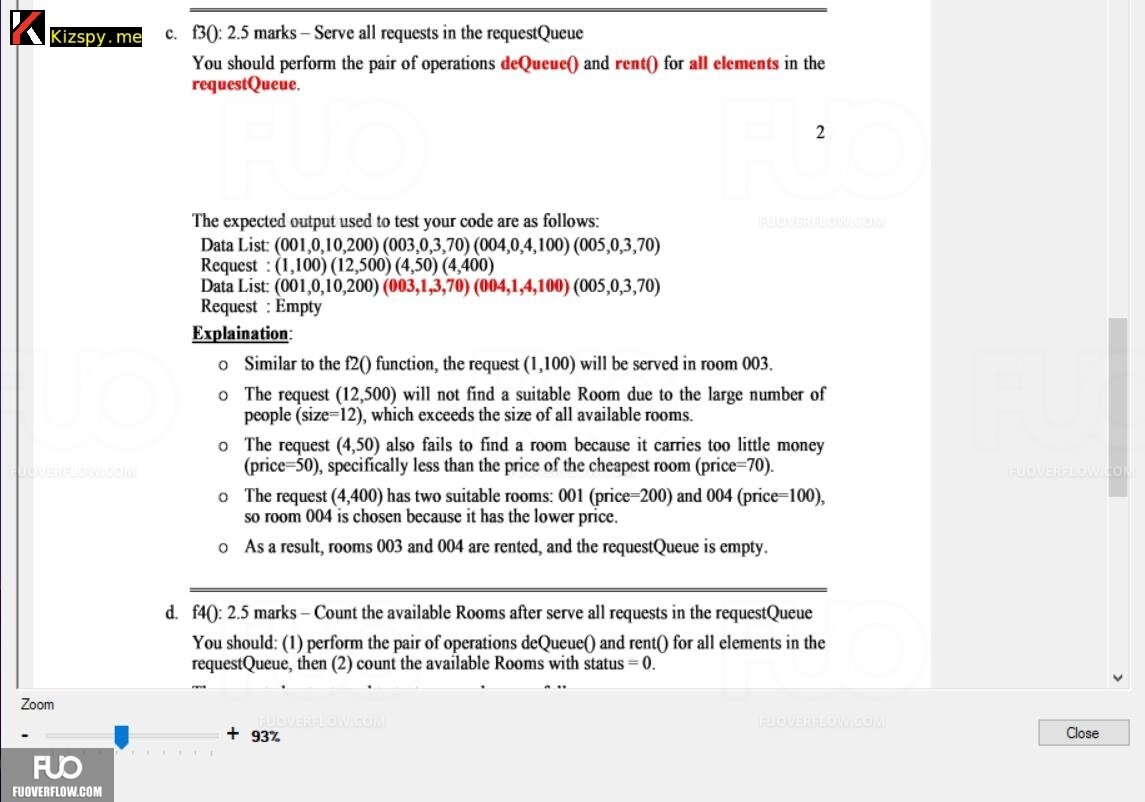 Kizspy.me
c. f3(): 2.5 marks – Serve all requests in the requestQueue
You should perform the pair of operations deQueue() and rent() for all elements in the
requestQueue.
2
The expected output used to test your code are as follows:
FUOVERFLOW.COM
Data List: (001,0,10,200) (003,0,3,70) (004,0,4,100) (005,0,3,70)
Request : (1,100) (12,500) (4,50) (4,400)
Data List: (001,0,10,200) (003,1,3,70) (004,1,4,100) (005,0,3,70)
Request : Empty
Explaination:
o Similar to the f2() function, the request (1,100) will be served in room 003.
o The request (12,500) will not find a suitable Room due to the large number of
people (size=12), which exceeds the size of all available rooms.
o The request (4,50) also fails to find a room because it carries too little money
(price=50), specifically less than the price of the cheapest room (price=70).
FUOVERFLOW.COM
FUOVERFLOW.COM
o The request (4,400) has two suitable rooms: 001 (price=200) and 004 (price=100),
so room 004 is chosen because it has the lower price.
o As a result, rooms 003 and 004 are rented, and the requestQueue is empty.
d. f4(): 2.5 marks – Count the available Rooms after serve all requests in the requestQueue
You should: (1) perform the pair of operations deQueue() and rent() for all elements in the
requestQueue, then (2) count the available Rooms with status = 0.
Zoom
FUOVERFLOW.COM
FUOVERFLOW.COM
- + 93%
Close
FUO
FUOVERFLOW.COM